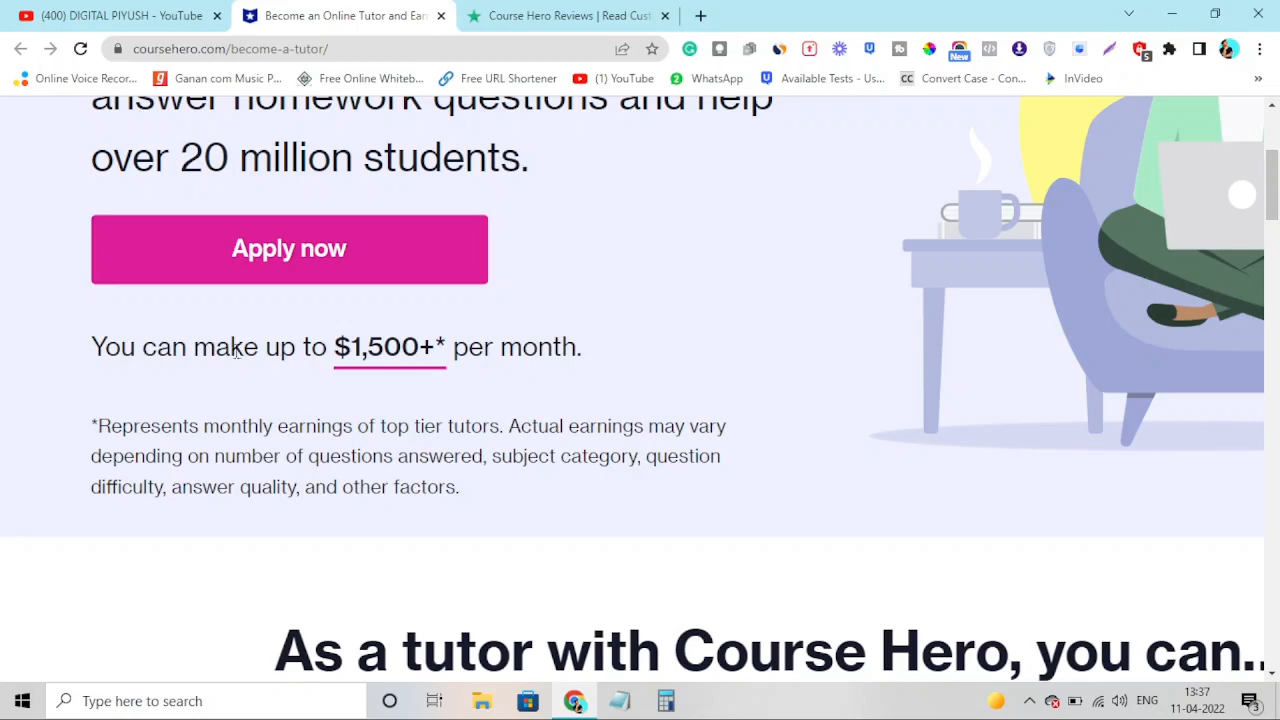 (400) DIGITAL PIYUSH - YouTube
Become an Online Tutor and Ear
Course Hero Reviews | Read Cust
coursehero.com/become-a-tutor/
New
5
Online Voice Recor...
Ganan com Music P...
Free Online Whiteb...
Free URL Shortener
(1) YouTube
2
WhatsApp
Available Tests - Us...
CC
Convert Case - Con...
InVideo
answer homework questions and help
over 20 million students.
Apply now
You can make up to $1,500+* per month.
*Represents monthly earnings of top tier tutors. Actual earnings may vary
depending on number of questions answered, subject category, question
difficulty, answer quality, and other factors.
As a tutor with Course Hero, you can..
Type here to search
ENG
13:37
11-04-2022
3